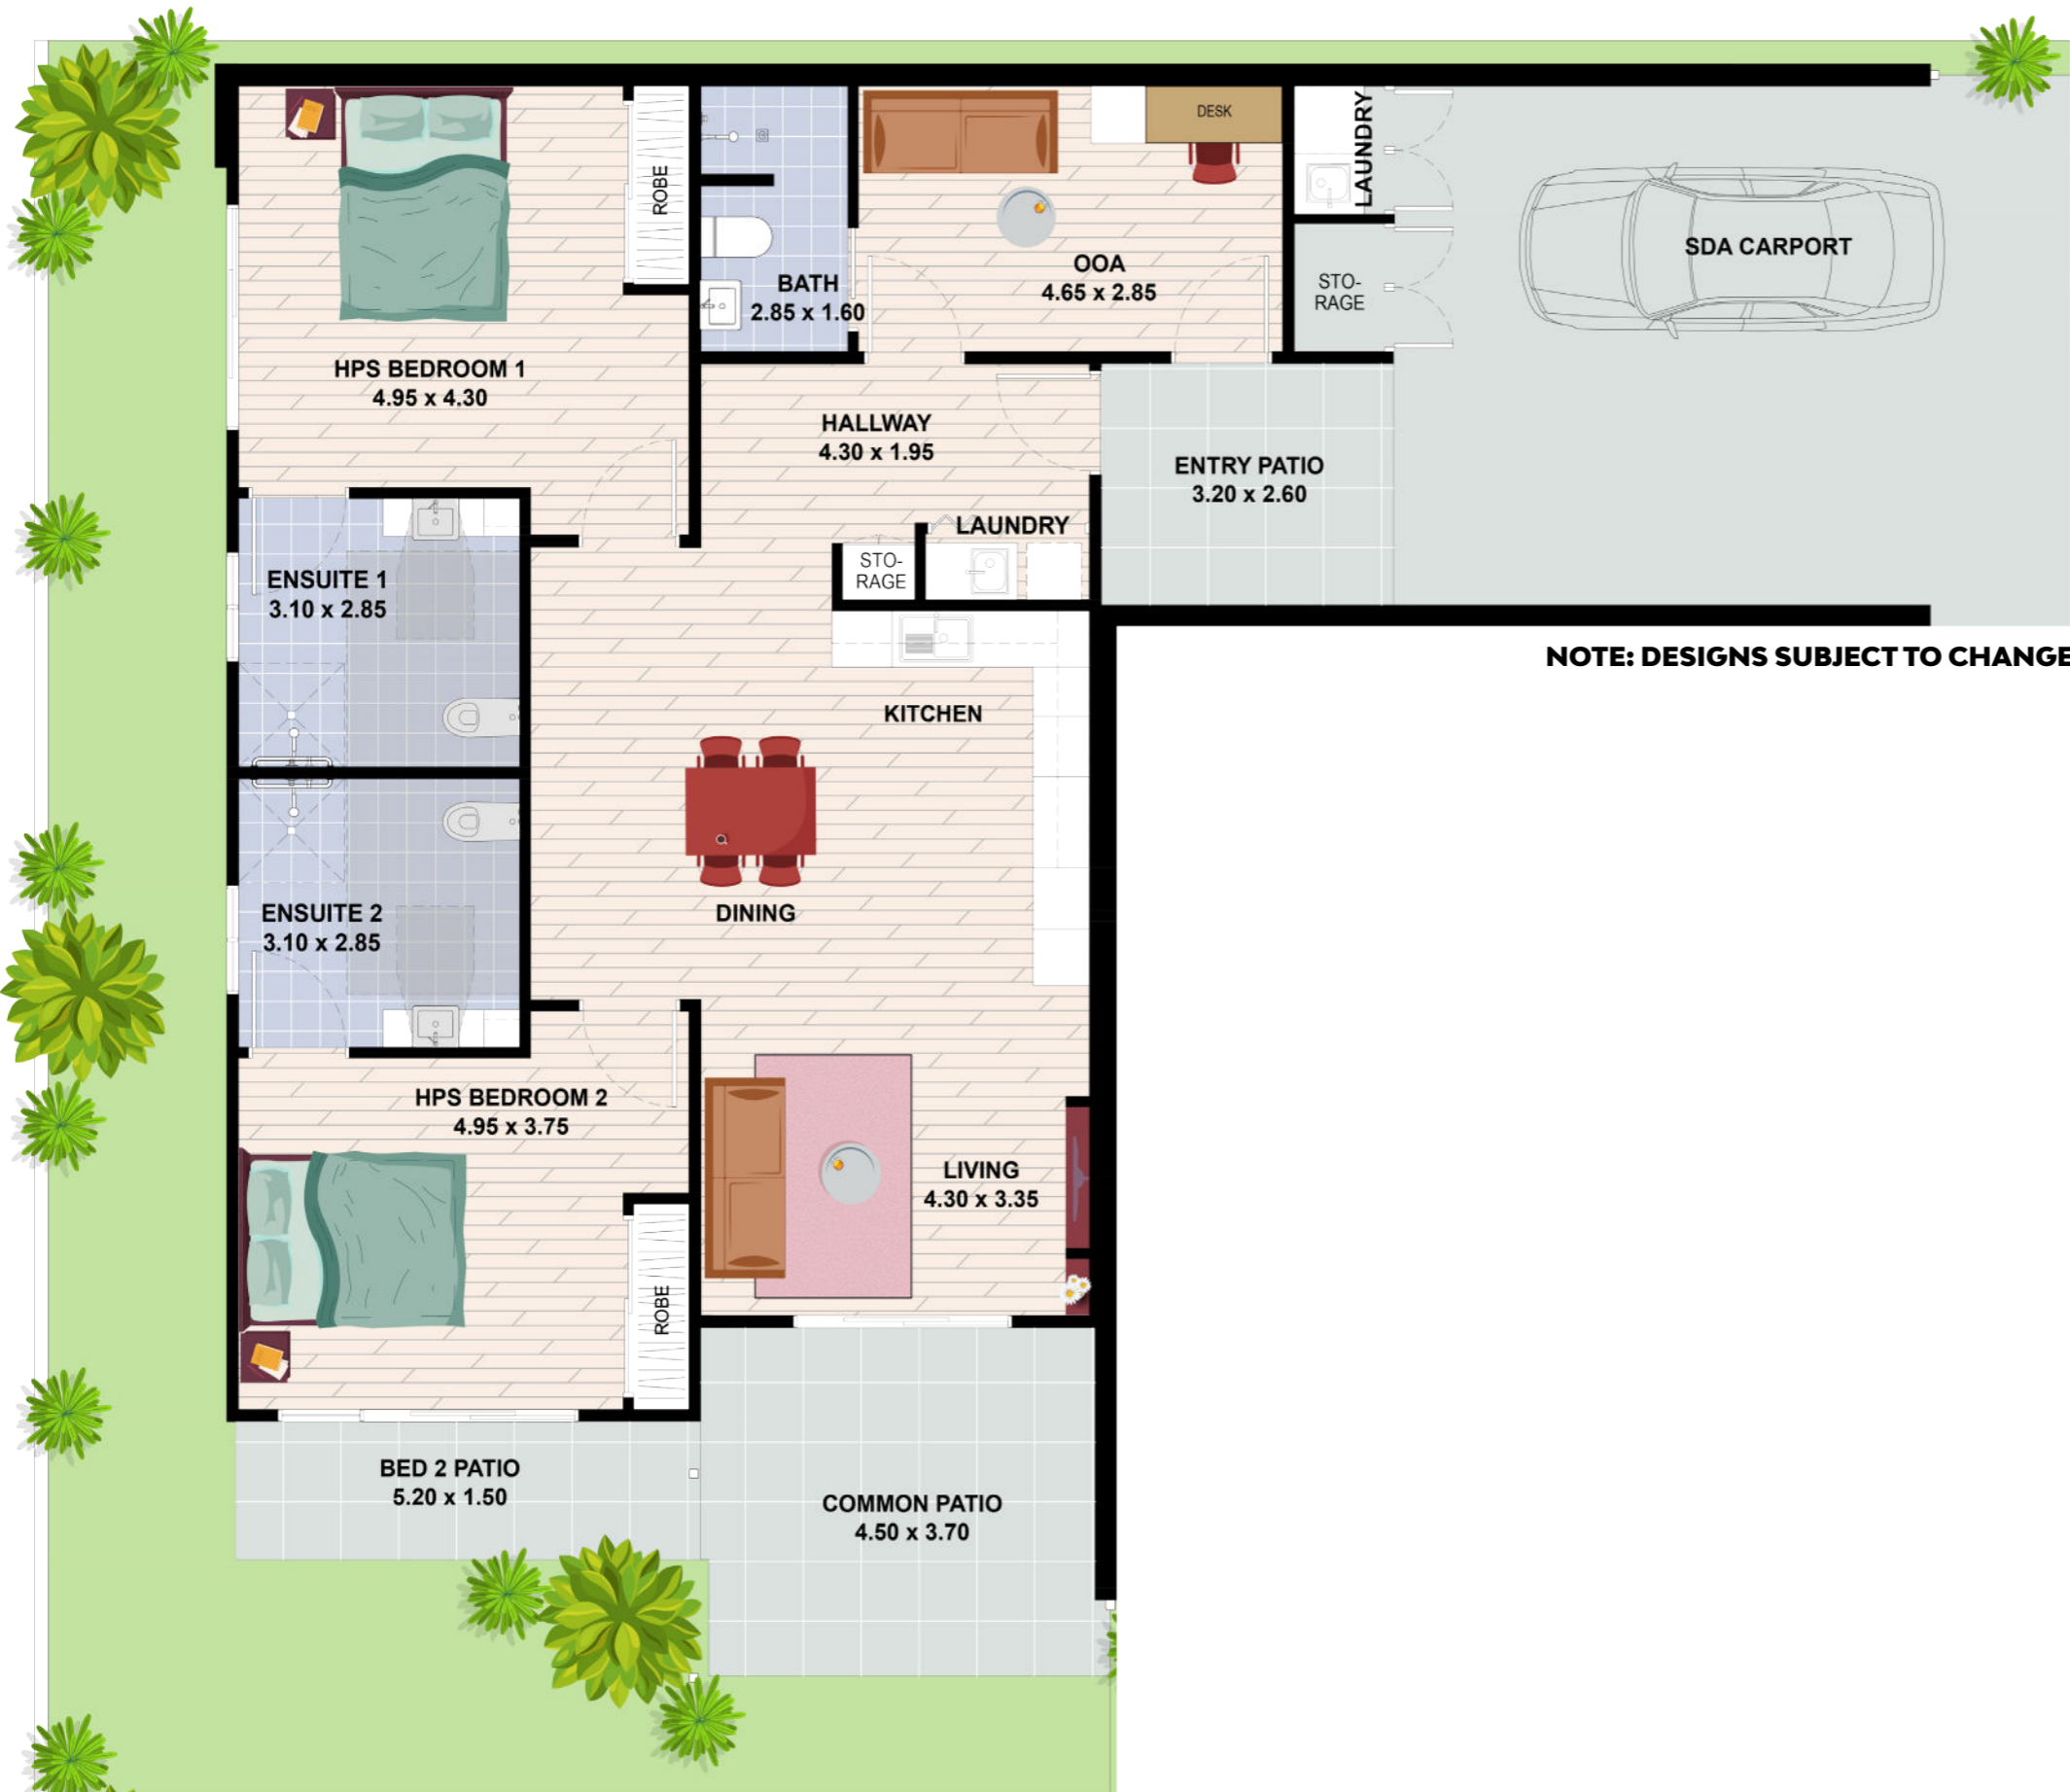 DESK
LAUNDRY
ROBE
SDA CARPORT
OOA
4.65 x 2.85
BATH
2.85 x 1.60
STO-
RAGE
HPS BEDROOM 1
4.95 x 4.30
HALLWAY
4.30 x 1.95
ENTRY PATIO
3.20 x 2.60
LAUNDRY
STO-
RAGE
ENSUITE 1
3.10 x 2.85
NOTE: DESIGNS SUBJECT TO CHANGE
KITCHEN
DINING
ENSUITE 2
3.10 x 2.85
HPS BEDROOM 2
4.95 x 3.75
LIVING
4.30 x 3.35
ROBE
BED 2 PATIO
5.20 x 1.50
COMMON PATIO
4.50 x 3.70